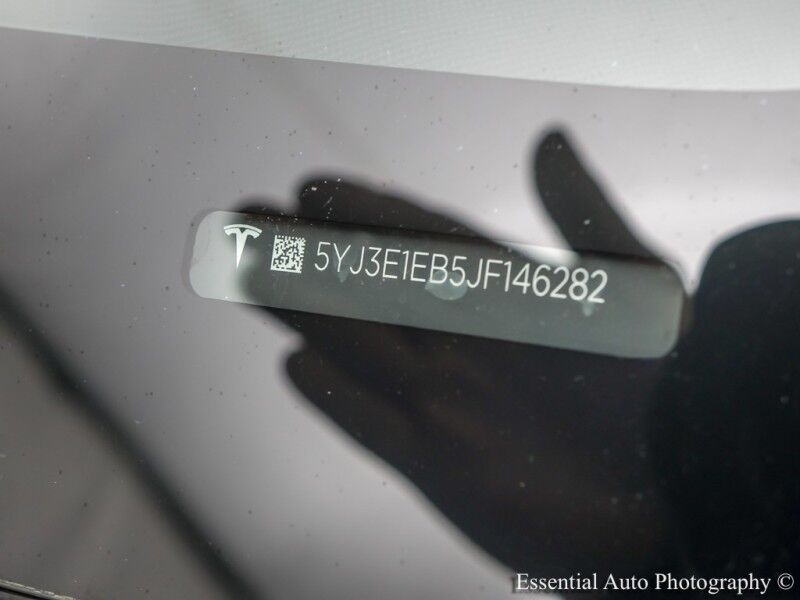 5YJ3E1EB5JF146282
Essential Auto Photography ©